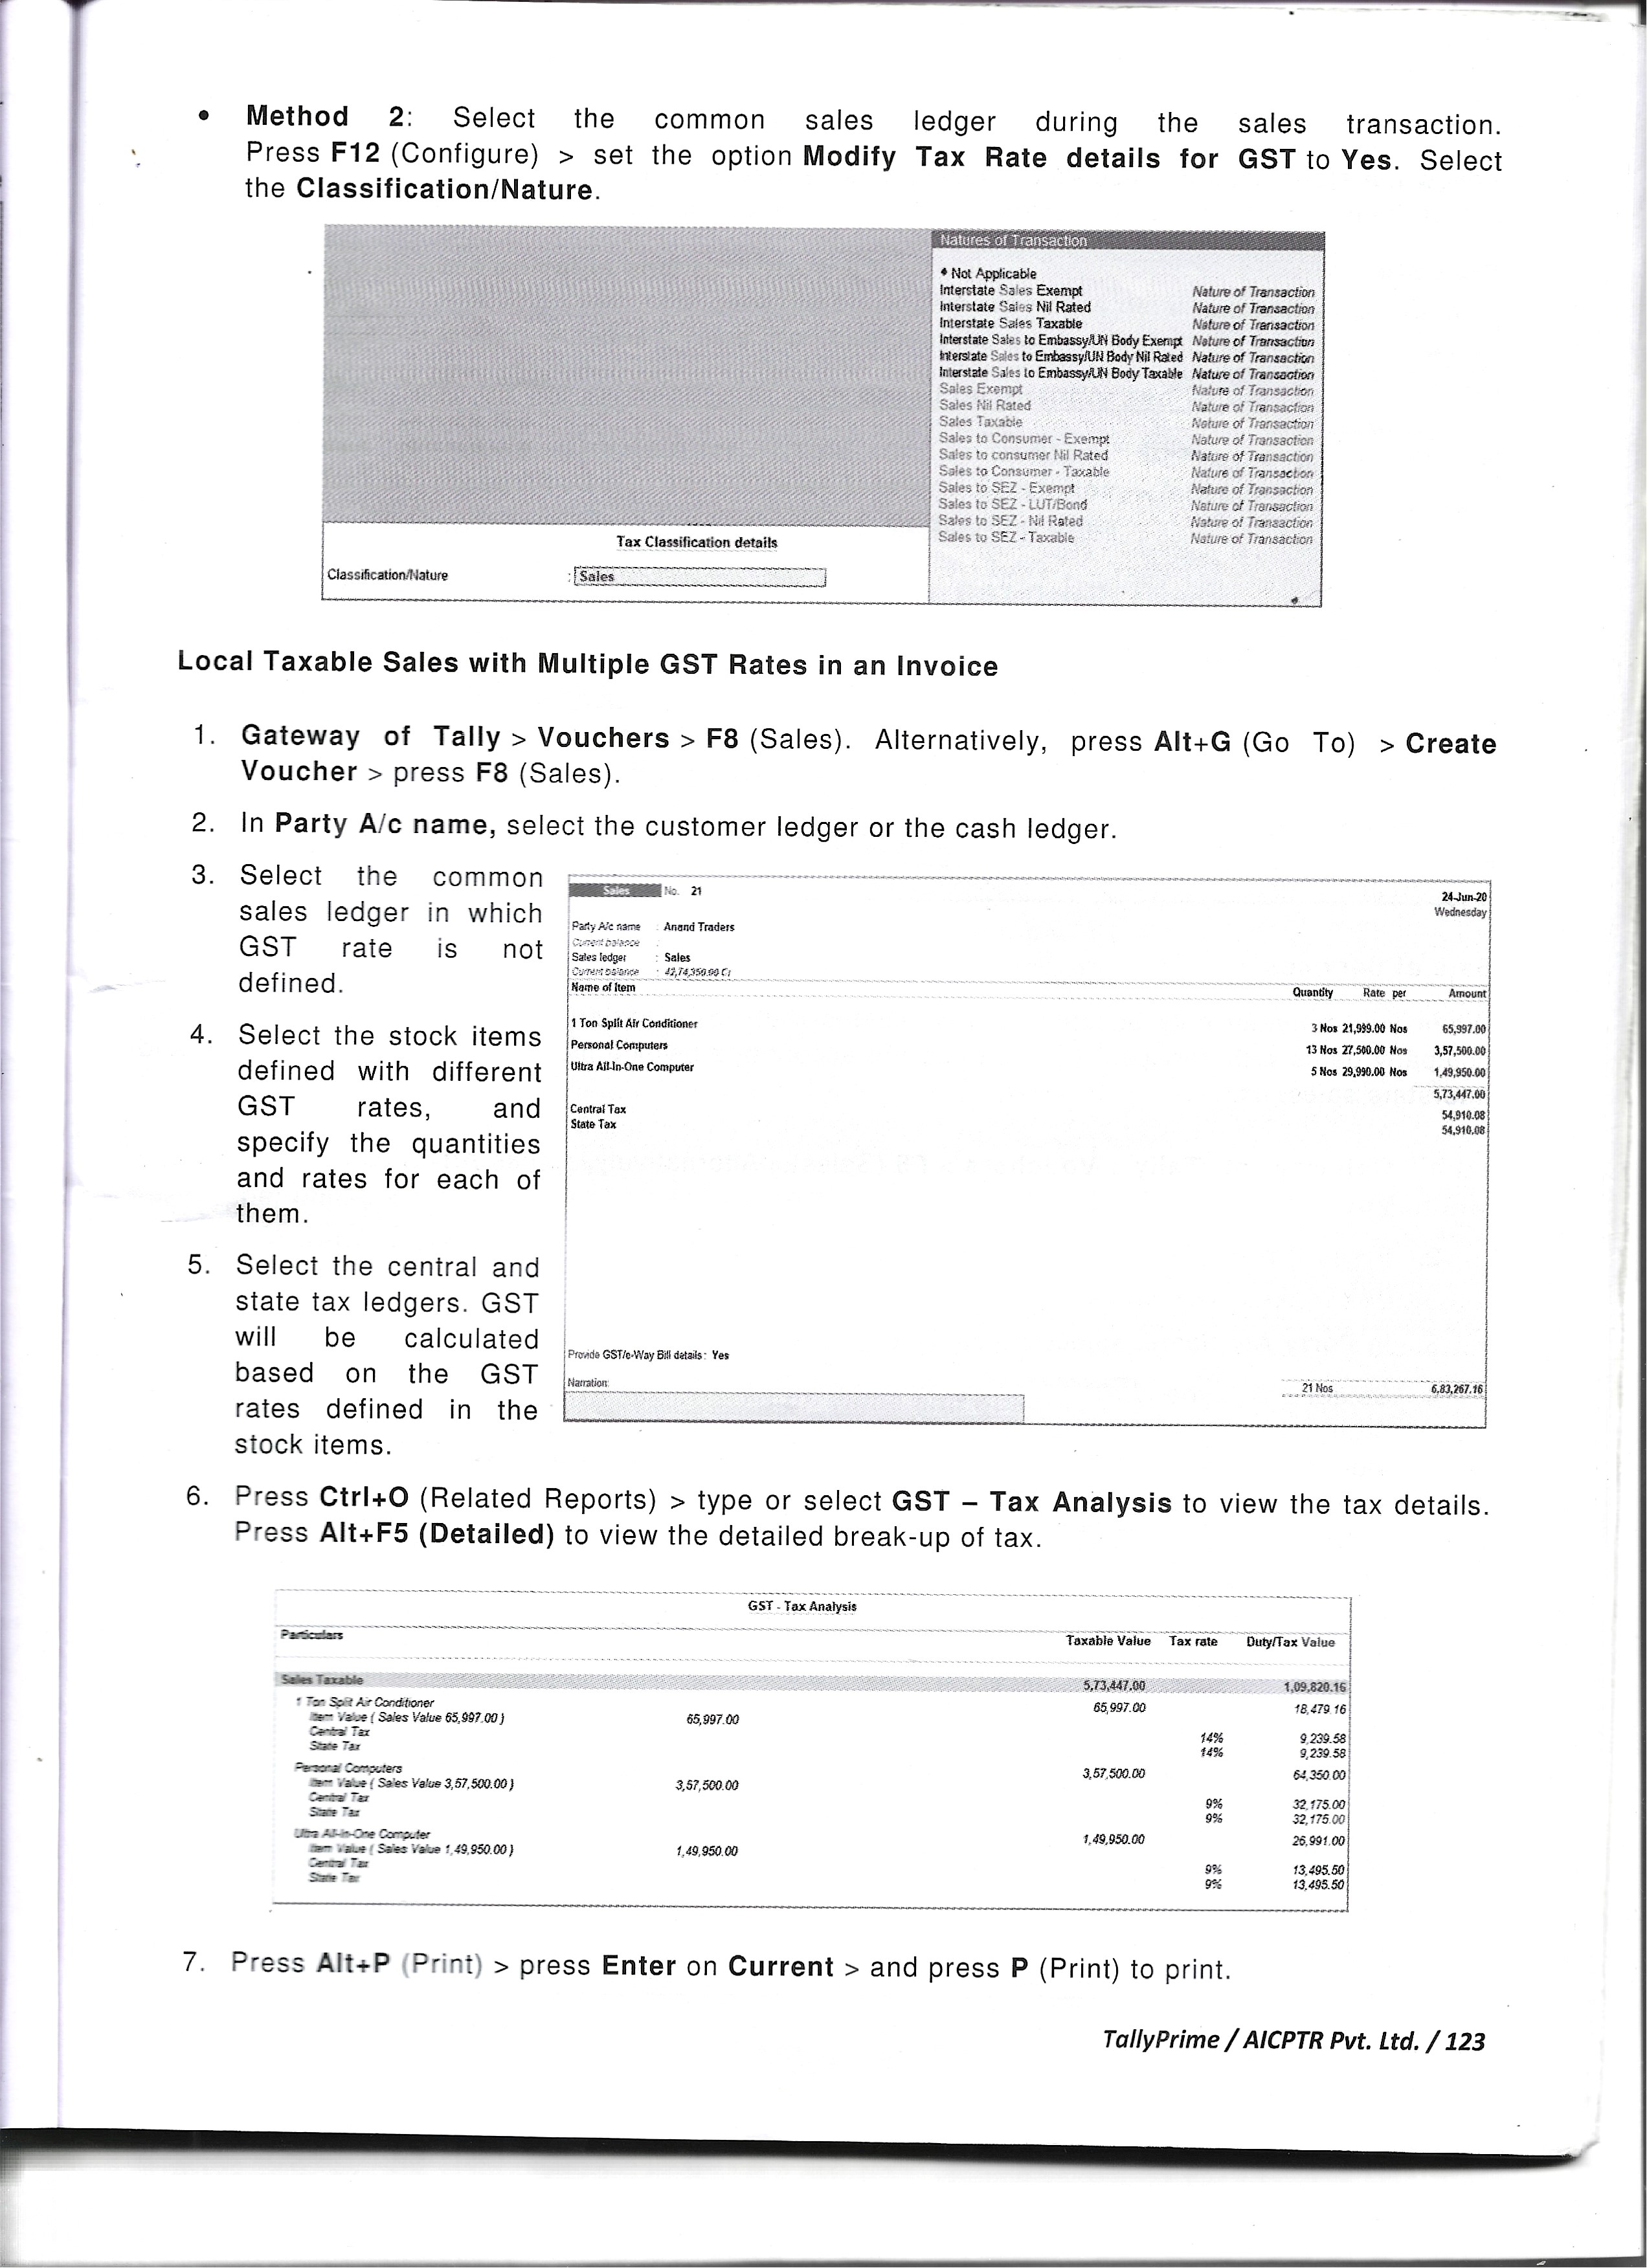 • Method 2: Select the common sales ledger during the sales transaction.
Press F12 (Configure) > set the option Modify Tax Rate details for GST to Yes. Select
the Classification/Nature.
Natures of Transaction
♦ Not Applicable
Interstate Sales Exempt Nature of Transaction
Interstate Sales Nil Rated Nature of Transaction
Interstate Sales Taxable Nature of Transaction
Interstate Sales to Embassy/UN Body Exempt Nature of Transaction
Interstate Sales to Embassy/UN Body Nil Rated Nature of Transaction
Interstate Sales to Embassy/UN Body Taxable Nature of Transaction
Sales Exempt Nature of Transaction
Sales Nil Rated Nature of Transaction
Sales Taxable Nature of Transaction
Sales to Consumer - Exempt Nature of Transaction
Sales to consumer Nil Rated Nature of Transaction
Sales to Consumer - Taxable Nature of Transaction
Sales to SEZ - Exempt Nature of Transaction
Sales to SEZ - LUT/Bond Nature of Transaction
Sales to SEZ - Nil Rated Nature of Transaction
Sales to SEZ - Taxable Nature of Transaction
Tax Classification details
Classification/Nature : Sales
Local Taxable Sales with Multiple GST Rates in an Invoice
1. Gateway of Tally > Vouchers > F8 (Sales). Alternatively, press Alt+G (Go To) > Create
Voucher > press F8 (Sales).
2. In Party A/c name, select the customer ledger or the cash ledger.
3. Select the common
sales ledger in which
GST rate is not
defined.
4. Select the stock items
defined with different
GST rates, and
specify the quantities
and rates for each of
them.
5. Select the central and
state tax ledgers. GST
will be calculated
based on the GST
rates defined in the
stock items.
Sales No. 21 24-Jun-20
Wednesday
Party A/c name : Anand Traders
Current balance :
Sales ledger : Sales
Current balance : 42,74,350.00 Cr
Name of Item Quantity Rate per Amount
1 Ton Split Air Conditioner 3 Nos 21,999.00 Nos 65,997.00
Personal Computers 13 Nos 27,500.00 Nos 3,57,500.00
Ultra All-In-One Computer 5 Nos 29,990.00 Nos 1,49,950.00
5,73,447.00
Central Tax 54,910.08
State Tax 54,910.08
Provide GST/e-Way Bill details : Yes
Narration:
21 Nos 6,83,267.16
6. Press Ctrl+O (Related Reports) > type or select GST – Tax Analysis to view the tax details.
Press Alt+F5 (Detailed) to view the detailed break-up of tax.
GST - Tax Analysis
Particulars Taxable Value Tax rate Duty/Tax Value
Sales Taxable 5,73,447.00 1,09,820.16
1 Ton Split Air Conditioner 65,997.00 18,479.16
Item Value ( Sales Value 65,997.00 ) 65,997.00
Central Tax 14% 9,239.58
State Tax 14% 9,239.58
Personal Computers 3,57,500.00 64,350.00
Item Value ( Sales Value 3,57,500.00 ) 3,57,500.00
Central Tax 9% 32,175.00
State Tax 9% 32,175.00
Ultra All-In-One Computer 1,49,950.00 26,991.00
Item Value ( Sales Value 1,49,950.00 ) 1,49,950.00
Central Tax 9% 13,495.50
State Tax 9% 13,495.50
7. Press Alt+P (Print) > press Enter on Current > and press P (Print) to print.
TallyPrime / AICPTR Pvt. Ltd. / 123